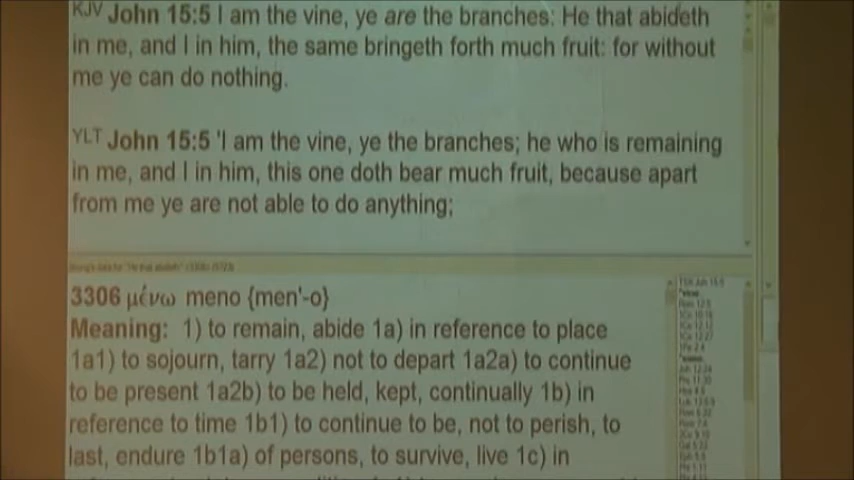 KJV John 15:5 I am the vine, ye are the branches: He that abideth
in me, and I in him, the same bringeth forth much fruit: for without
me ye can do nothing.
YLT John 15:5 'I am the vine, ye the branches; he who is remaining
in me, and I in him, this one doth bear much fruit, because apart
from me ye are not able to do anything;
3306 μένω meno {men'-o}
Meaning: 1) to remain, abide 1a) in reference to place
1a1) to sojourn, tarry 1a2) not to depart 1a2a) to continue
to be present 1a2b) to be held, kept, continually 1b) in
reference to time 1b1) to continue to be, not to perish, to
last, endure 1b1a) of persons, to survive, live 1c) in